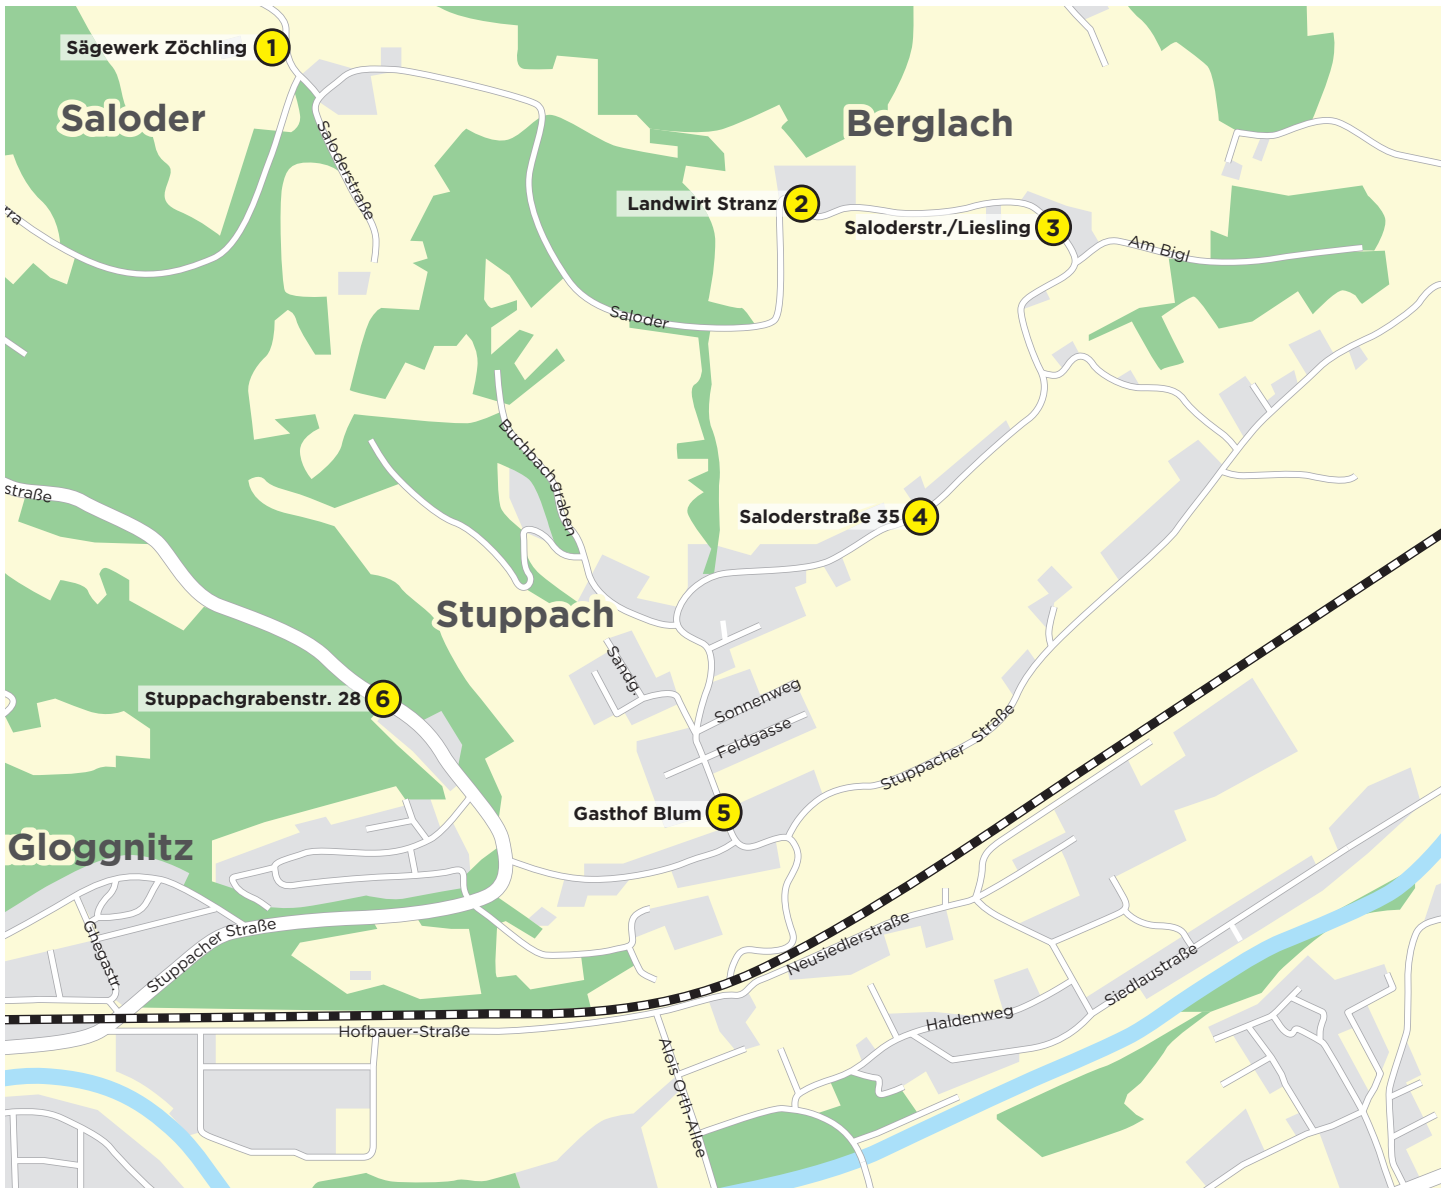 Sägewerk Zöchling 1
Saloder
Berglach
Saloderstraße
Landwirt Stranz 2
Saloderstr./Liesling 3
rra
Am Bigl
Saloder
Buchbachgraben
straße
Saloderstraße 35 4
Stuppach
Sandg.
Stuppachgrabenstr. 28 6
Sonnenweg
Feldgasse
Stuppacher Straße
Gasthof Blum 5
Gloggnitz
Ghegastr.
Stuppacher Straße
Neusiedlerstraße
Siedlaustraße
Haldenweg
Hofbauer-Straße
Alois Orth-Allee